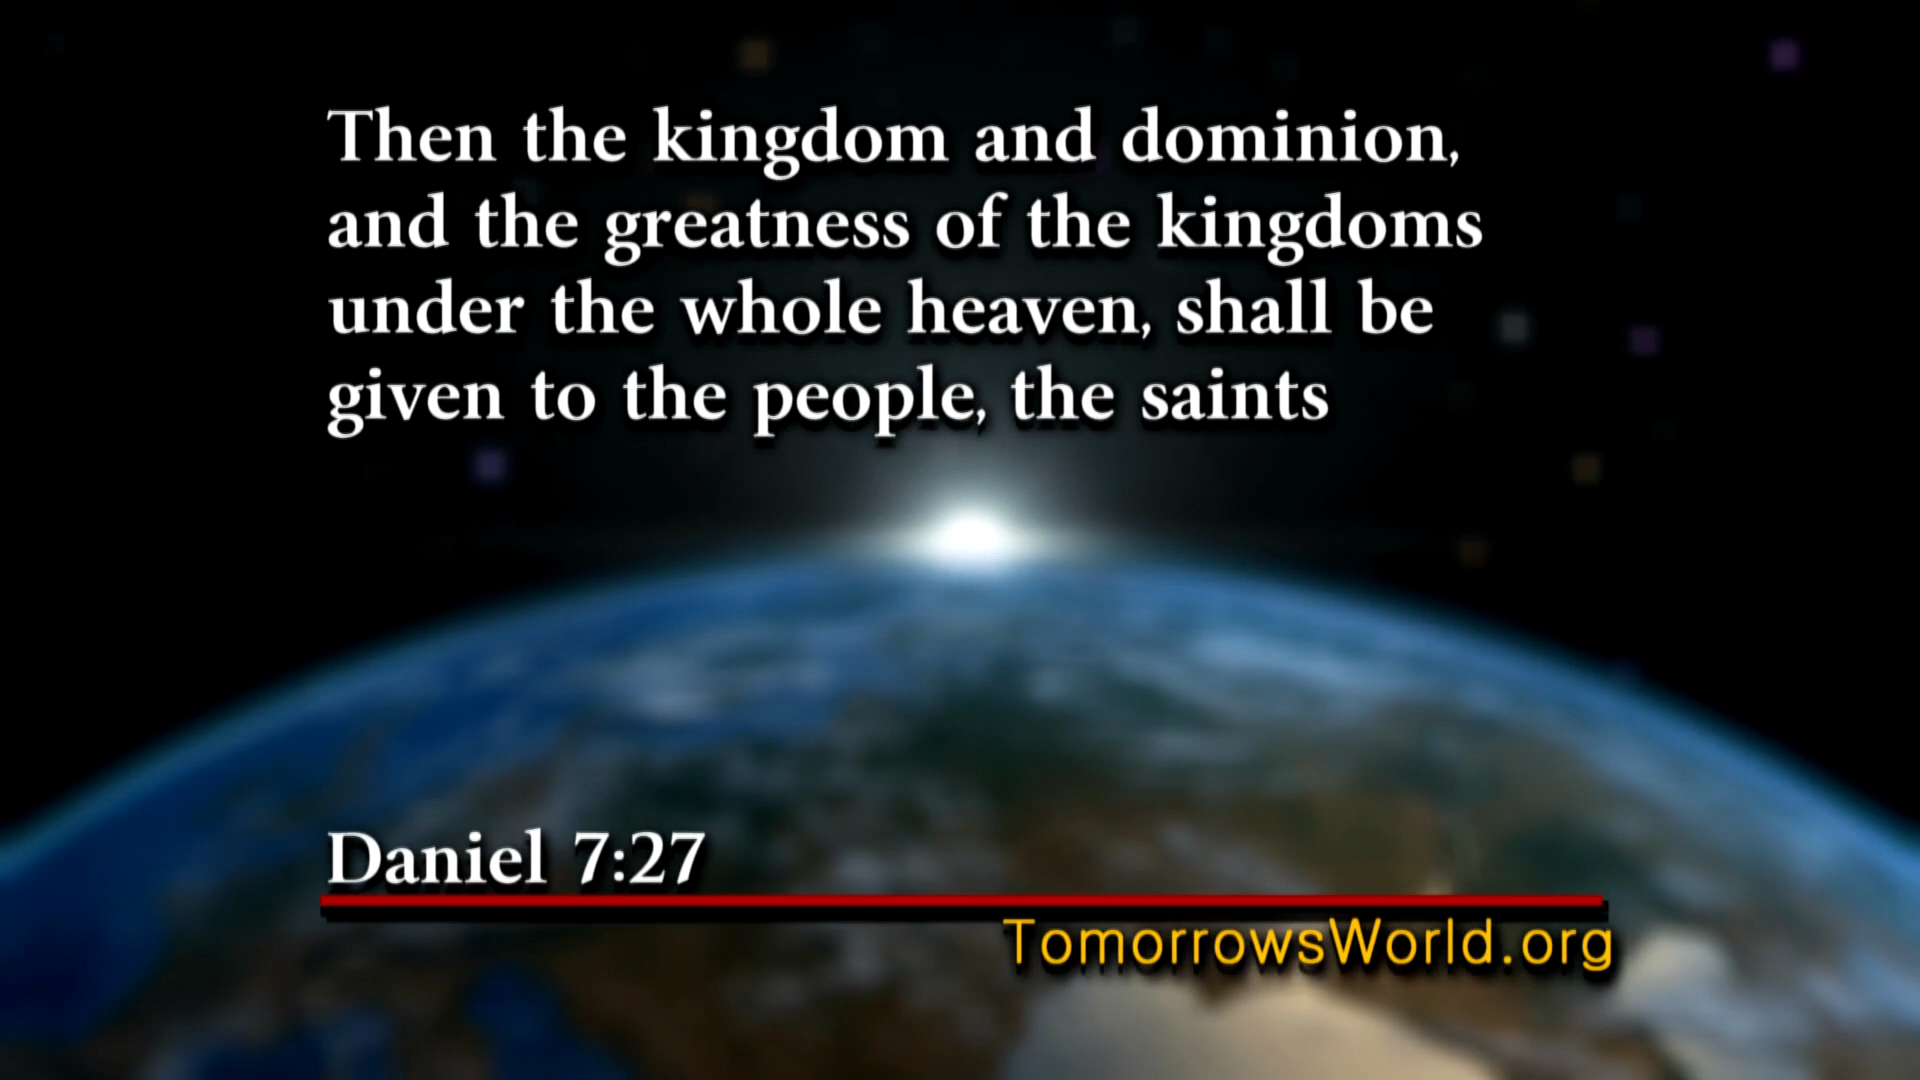 Then the kingdom and dominion,
and the greatness of the kingdoms
under the whole heaven, shall be
given to the people, the saints
Daniel 7:27
TomorrowsWorld.org